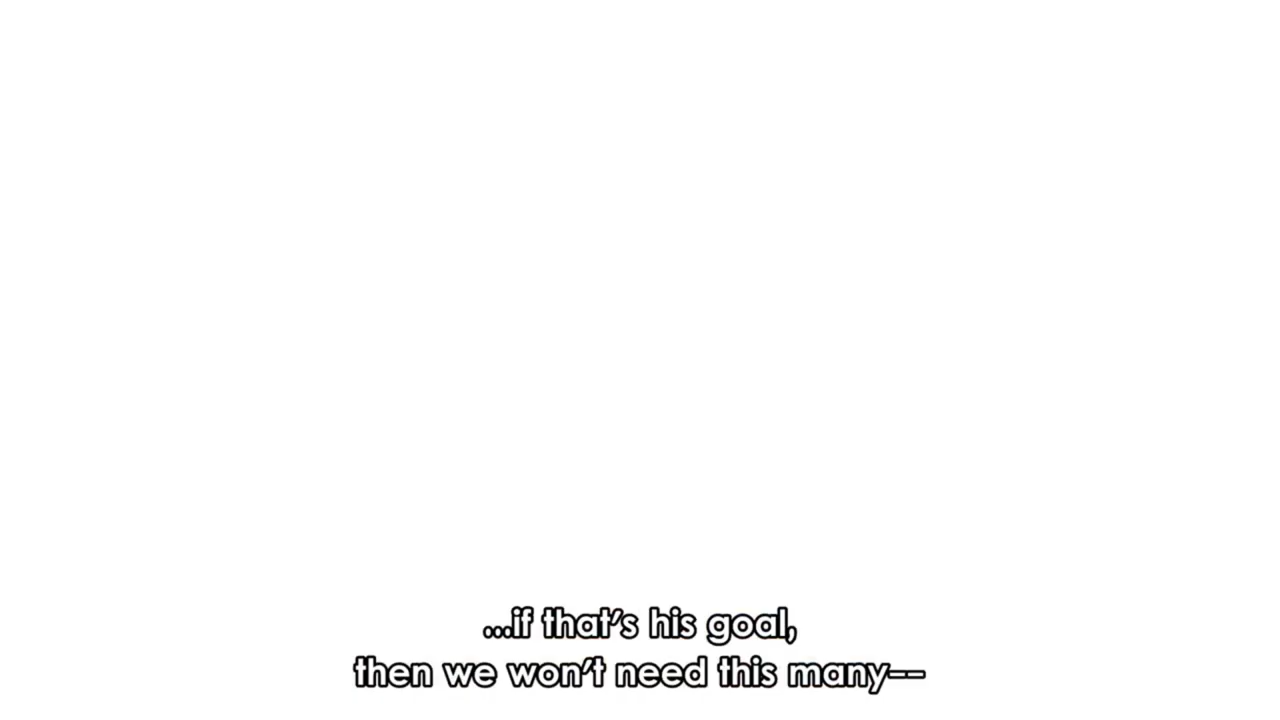 ...if that's his goal,
then we won't need this many--